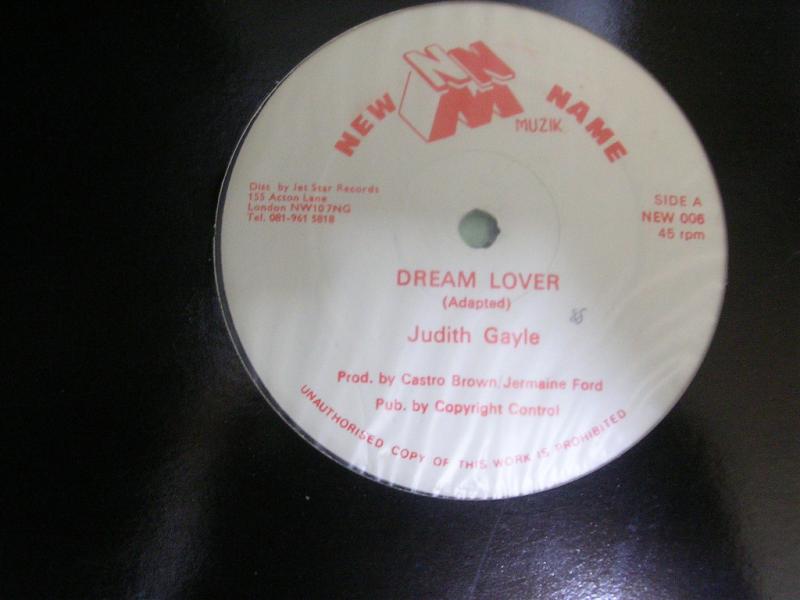 NEW NAME
NNM
MUZIK
Disc by Jet Star Records
155 Acton Lane
London NW10 7NG
Tel. 081-961 5818
SIDE A
NEW 006
45 rpm
DREAM LOVER
(Adapted)
Judith Gayle
Prod. by Castro Brown/Jermaine Ford
Pub. by Copyright Control
UNAUTHORISED COPY OF THIS WORK IS PROHIBITED